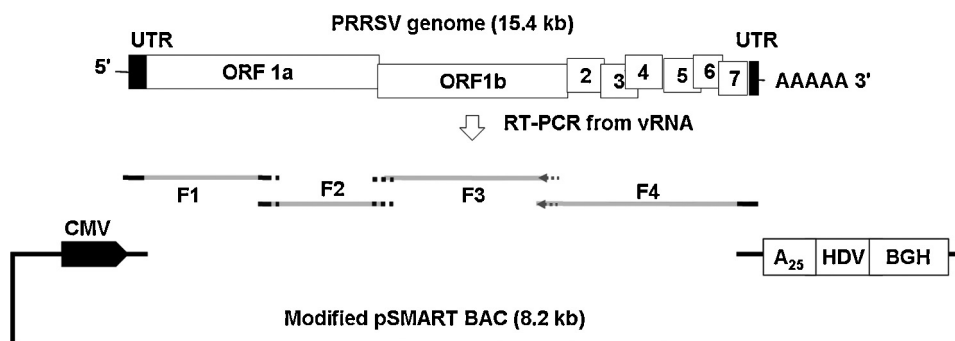 PRRSV genome (15.4 kb)
UTR
UTR
5'
ORF 1a
ORF1b
2
3
4
5
6
7
AAAAA 3'
RT-PCR from vRNA
F1
F2
F3
F4
CMV
A25
HDV
BGH
Modified pSMART BAC (8.2 kb)